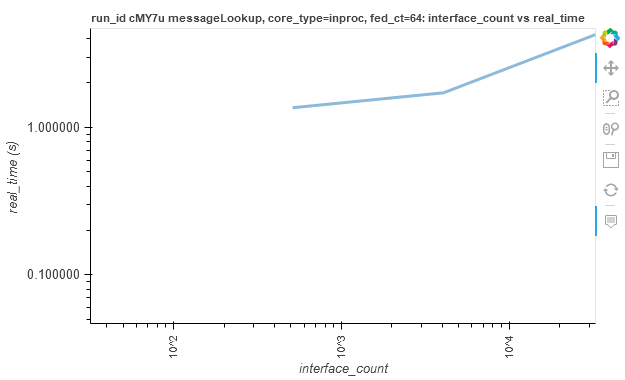 run_id cMY7u messageLookup, core_type=inproc, fed_ct=64: interface_count vs real_time
1.000000
real_time (s)
0.100000
10^2
10^3
10^4
interface_count